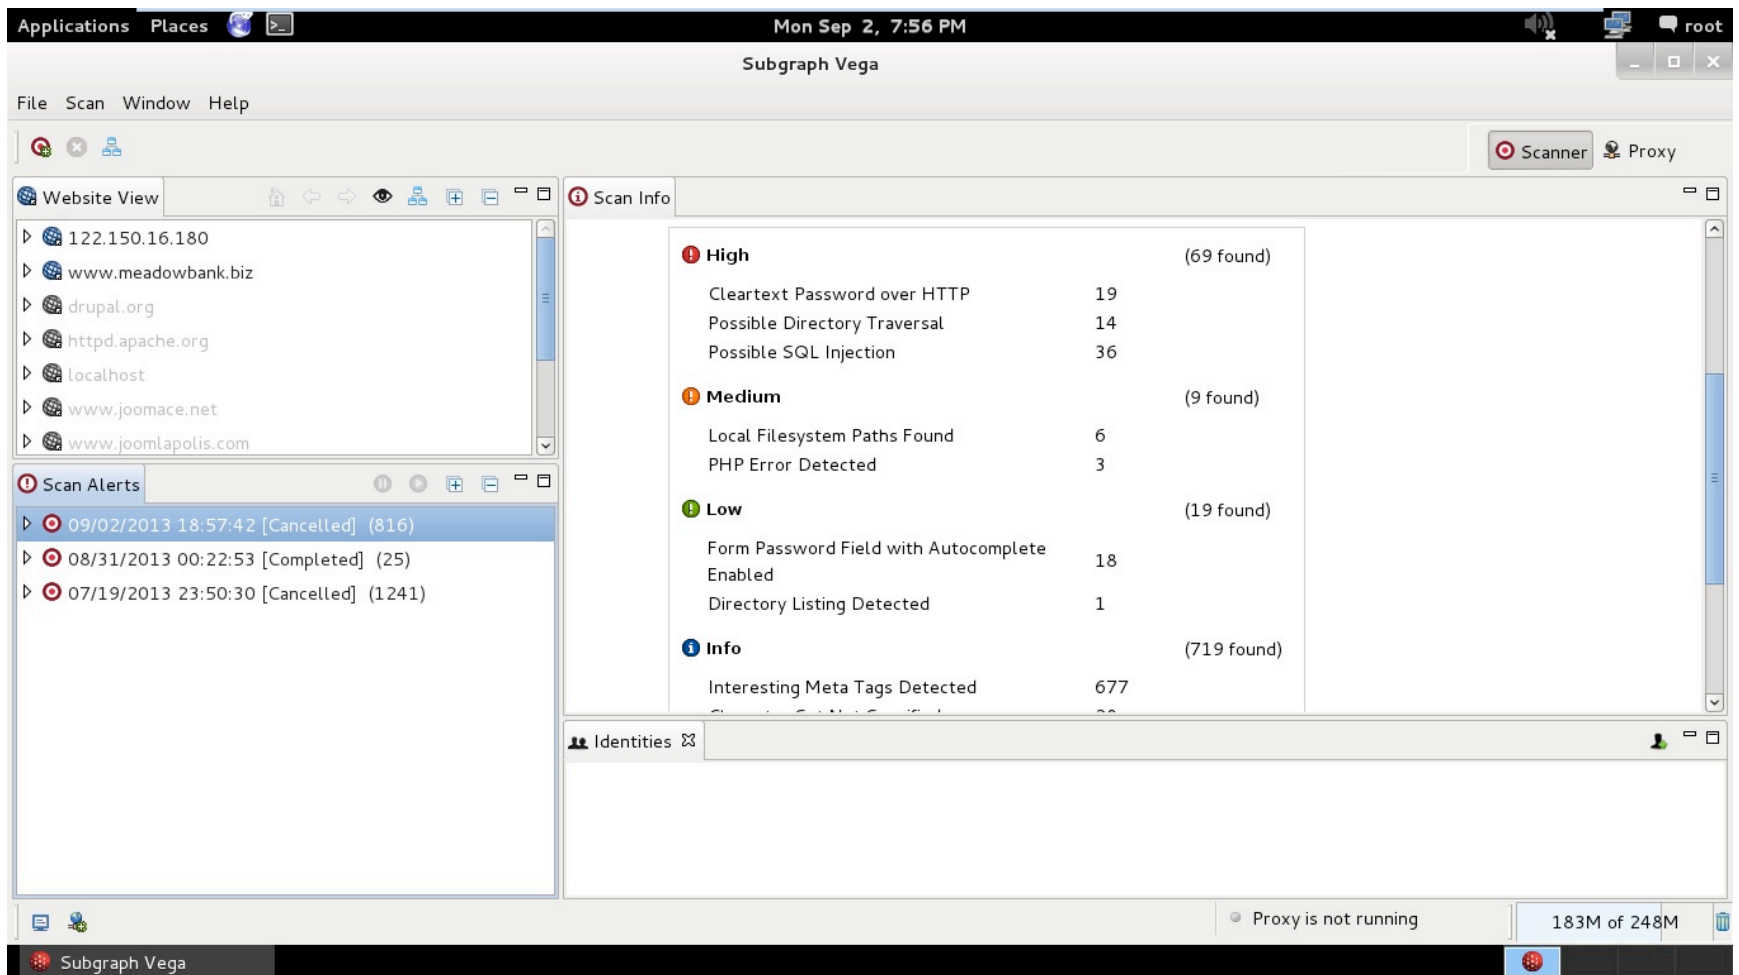 Applications Places Mon Sep 2, 7:56 PM root
Subgraph Vega
File Scan Window Help
Scanner Proxy
Website View
122.150.16.180
www.meadowbank.biz
drupal.org
httpd.apache.org
localhost
www.joomace.net
www.joomlapolis.com
Scan Alerts
09/02/2013 18:57:42 [Cancelled] (816)
08/31/2013 00:22:53 [Completed] (25)
07/19/2013 23:50:30 [Cancelled] (1241)
Scan Info
High (69 found)
Cleartext Password over HTTP 19
Possible Directory Traversal 14
Possible SQL Injection 36
Medium (9 found)
Local Filesystem Paths Found 6
PHP Error Detected 3
Low (19 found)
Form Password Field with Autocomplete
Enabled 18
Directory Listing Detected 1
Info (719 found)
Interesting Meta Tags Detected 677
Identities
Proxy is not running 183M of 248M
Subgraph Vega